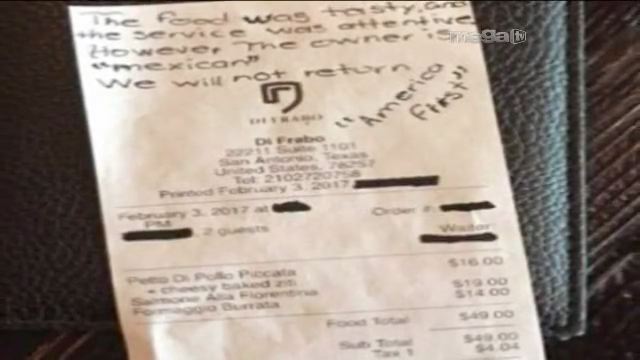 The food was tasty and
the service was attentive
However the owner is
"mexican"
We will not return
"America
First"
mega tv
DI FRABO
Di Frabo
22211 Suite 1101
San Antonio, Texas,
United States, 78257
Tel: 2102720758
Printed February 3, 2017
February 3, 2017 at
Order #:
PM
, 2 guests
Waiter
Petto Di Pollo Piccata $16.00
+ cheesy baked ziti
Salmone Alla Fiorentina $19.00
Formaggio Burrata $14.00
Food Total $49.00
Sub Total $49.00
Tax 1 $4.04